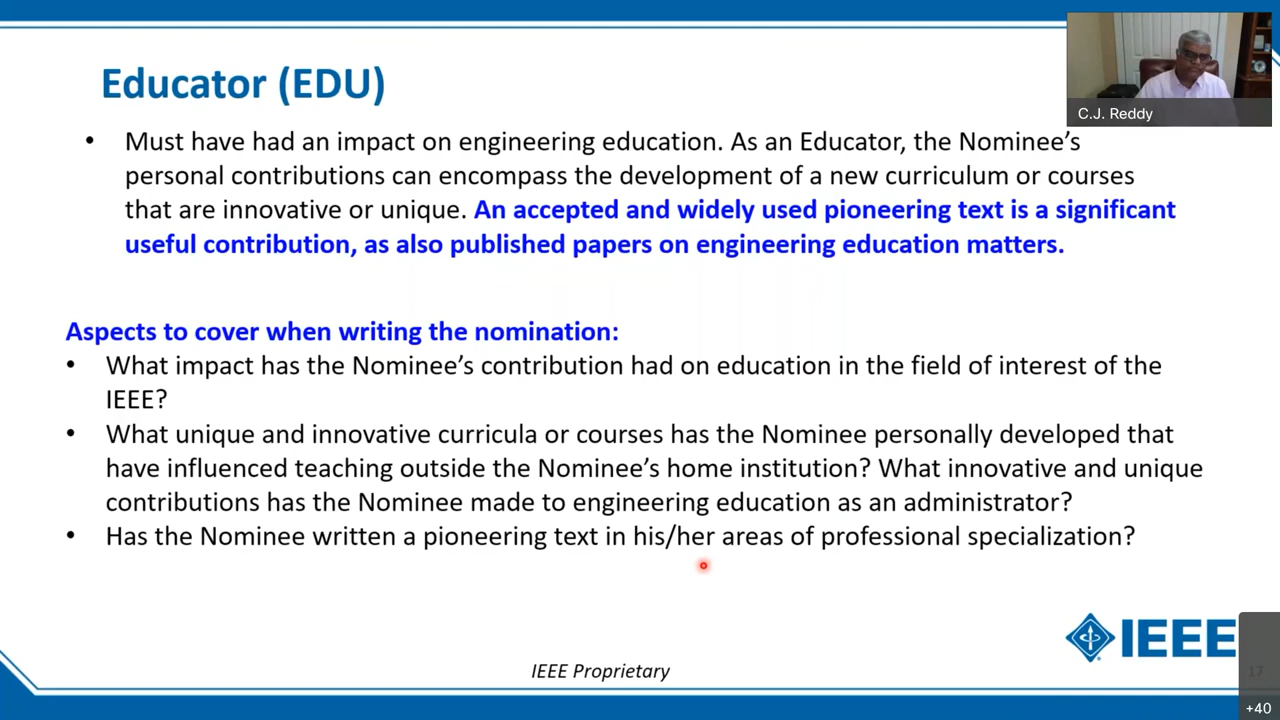 Educator (EDU)
C.J. Reddy
• Must have had an impact on engineering education. As an Educator, the Nominee's
personal contributions can encompass the development of a new curriculum or courses
that are innovative or unique. An accepted and widely used pioneering text is a significant
useful contribution, as also published papers on engineering education matters.
Aspects to cover when writing the nomination:
• What impact has the Nominee's contribution had on education in the field of interest of the
IEEE?
• What unique and innovative curricula or courses has the Nominee personally developed that
have influenced teaching outside the Nominee's home institution? What innovative and unique
contributions has the Nominee made to engineering education as an administrator?
• Has the Nominee written a pioneering text in his/her areas of professional specialization?
IEEE
IEEE Proprietary
17
+40